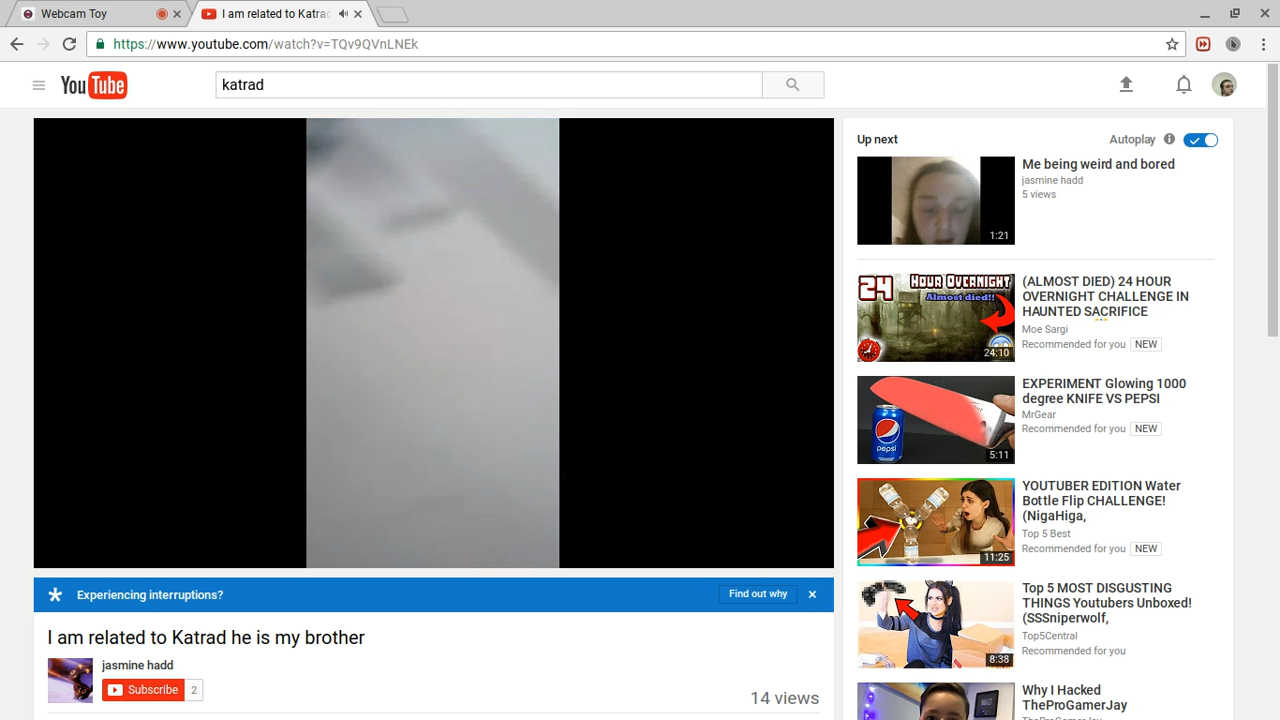 Webcam Toy
I am related to Katrad
https://www.youtube.com/watch?v=TQv9QVnLNEk
YouTube
katrad
Up next
Autoplay
Me being weird and bored
jasmine hadd
5 views
1:21
24 HOUR OVERNIGHT
Almost died!!
24:10
(ALMOST DIED) 24 HOUR
OVERNIGHT CHALLENGE IN
HAUNTED SACRIFICE
Moe Sargi
Recommended for you NEW
pepsi
5:11
EXPERIMENT Glowing 1000
degree KNIFE VS PEPSI
MrGear
Recommended for you NEW
11:25
YOUTUBER EDITION Water
Bottle Flip CHALLENGE!
(NigaHiga,
Top 5 Best
Recommended for you NEW
8:38
Top 5 MOST DISGUSTING
THINGS Youtubers Unboxed!
(SSSniperwolf,
Top5Central
Recommended for you
Why I Hacked
TheProGamerJay
Experiencing interruptions?
Find out why
I am related to Katrad he is my brother
jasmine hadd
Subscribe 2
14 views